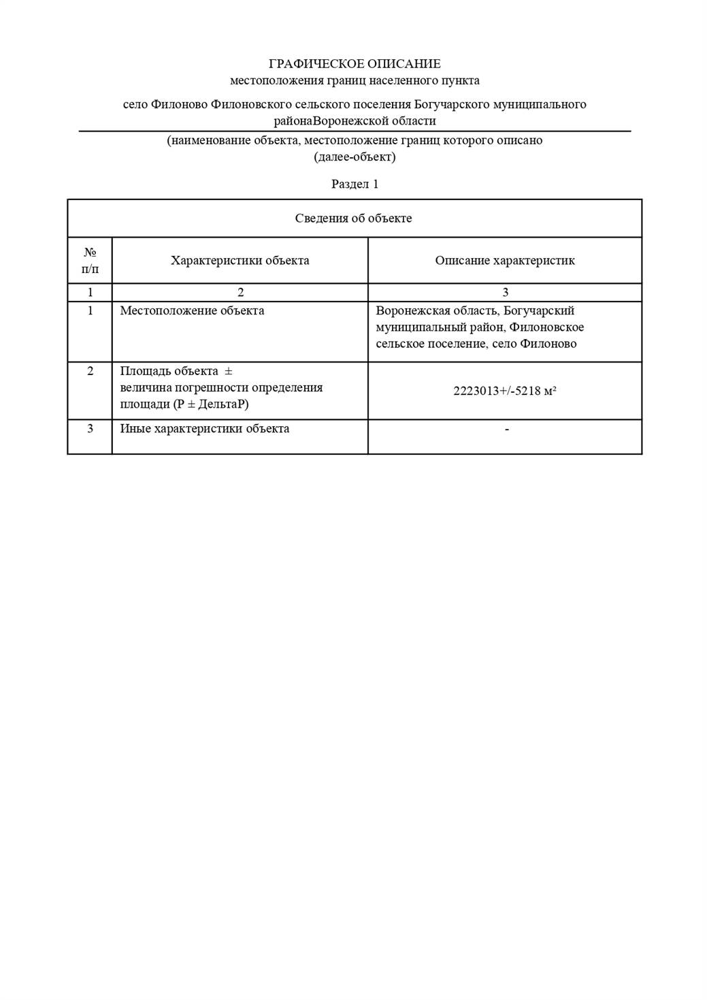 ГРАФИЧЕСКОЕ ОПИСАНИЕ
местоположения границ населенного пункта
село Филоново Филоновского сельского поселения Богучарского муниципального
районаВоронежской области
(наименование объекта, местоположение границ которого описано
(далее-объект)
Раздел 1
Сведения об объекте
№
п/п
Характеристики объекта
Описание характеристик
1
2
3
1
Местоположение объекта
Воронежская область, Богучарский
муниципальный район, Филоновское
сельское поселение, село Филоново
2
Площадь объекта ±
величина погрешности определения
площади (P ± ДельтаP)
2223013+/-5218 м²
3
Иные характеристики объекта
-